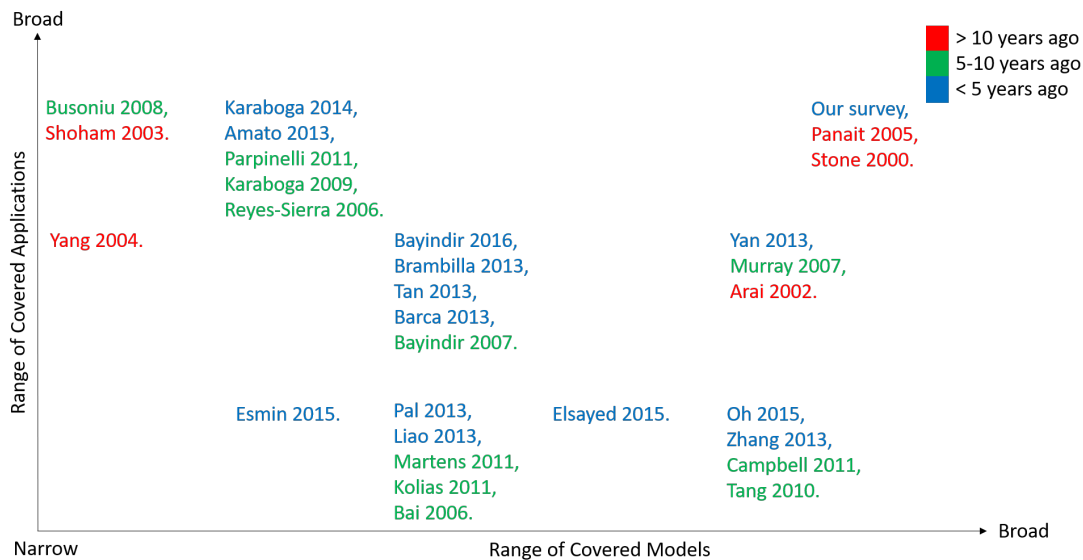 Broad
> 10 years ago
5-10 years ago
< 5 years ago
Busoniu 2008,
Shoham 2003.
Karaboga 2014,
Amato 2013,
Parpinelli 2011,
Karaboga 2009,
Reyes-Sierra 2006.
Our survey,
Panait 2005,
Stone 2000.
Yang 2004.
Bayindir 2016,
Brambilla 2013,
Tan 2013,
Barca 2013,
Bayindir 2007.
Yan 2013,
Murray 2007,
Arai 2002.
Esmin 2015.
Pal 2013,
Liao 2013,
Martens 2011,
Kolias 2011,
Bai 2006.
Elsayed 2015.
Oh 2015,
Zhang 2013,
Campbell 2011,
Tang 2010.
Range of Covered Applications
Narrow
Range of Covered Models
Broad